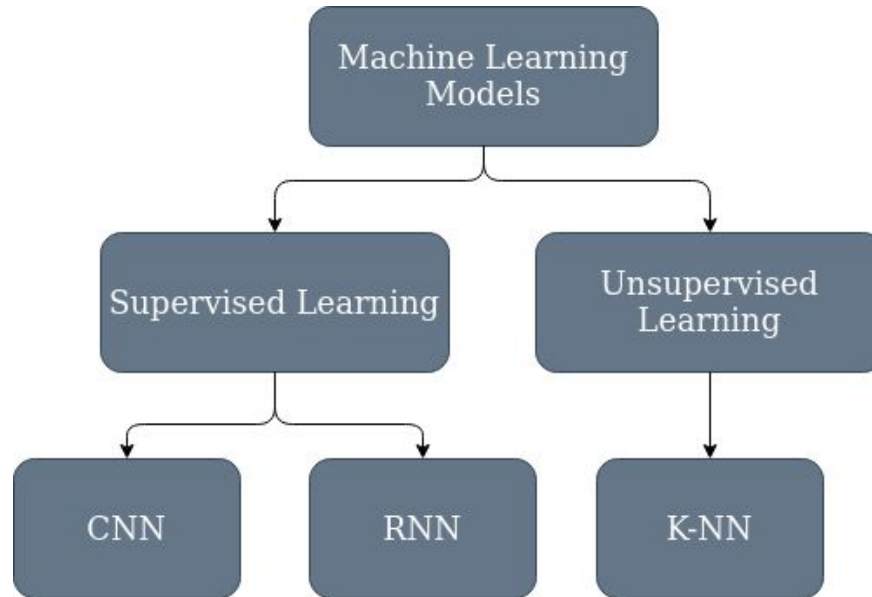 Machine Learning
Models
Supervised Learning
Unsupervised
Learning
CNN
RNN
K-NN